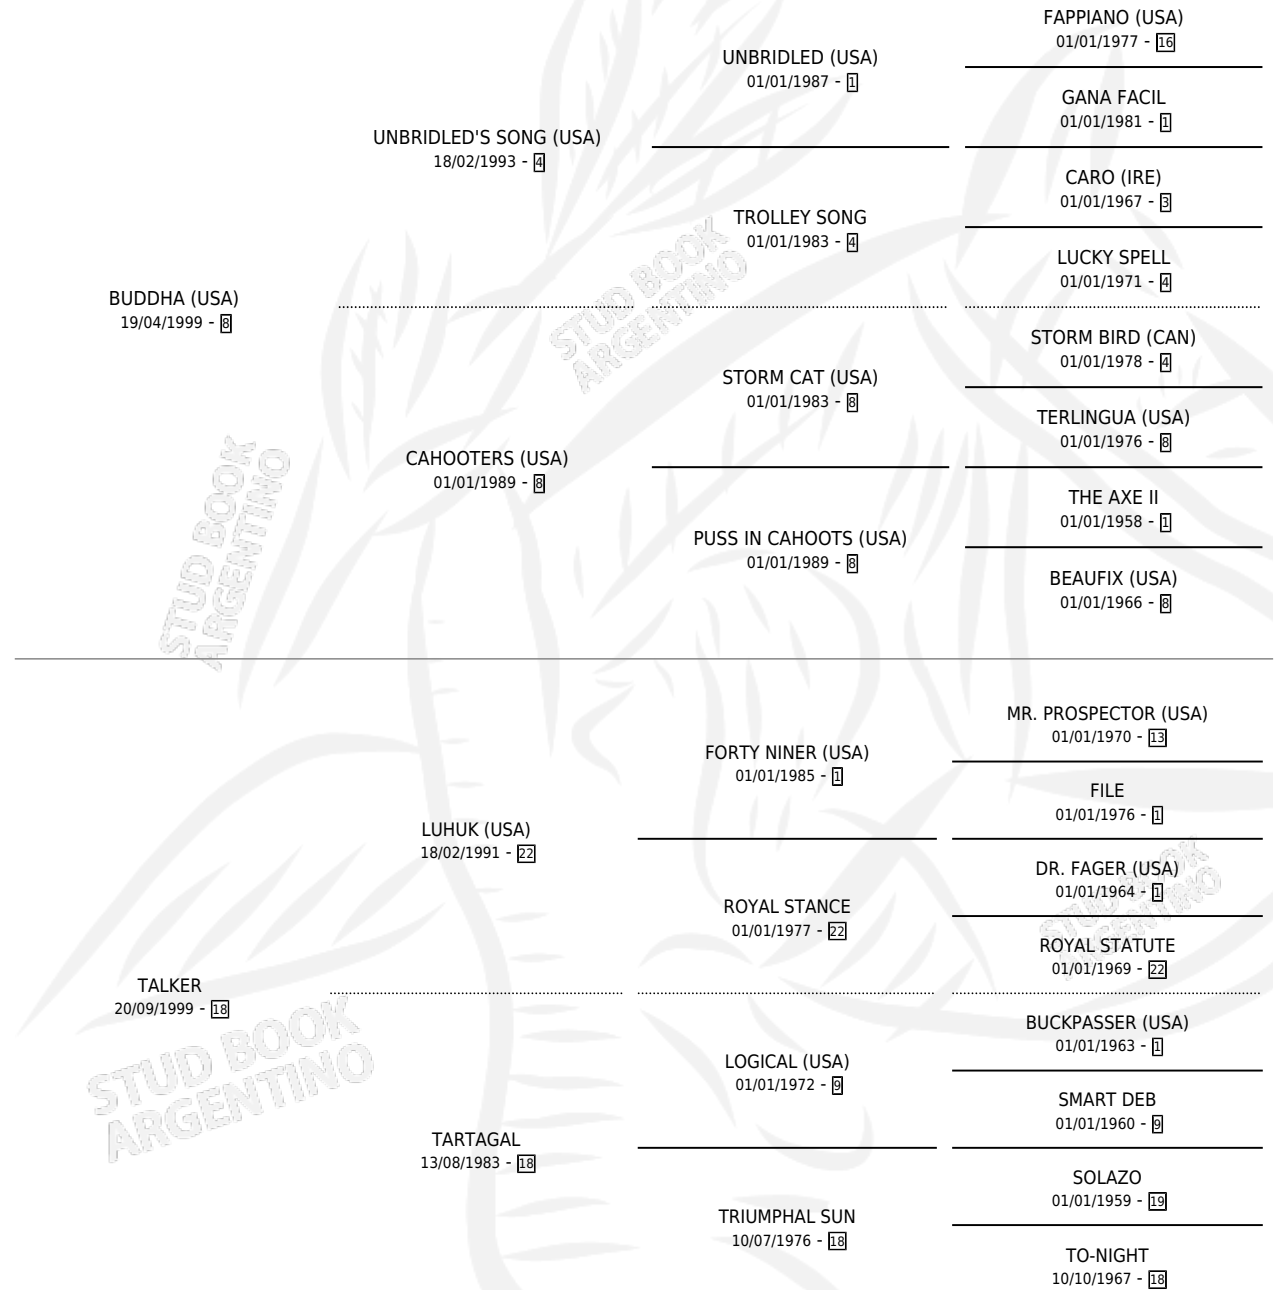 FAPPIANO (USA)
01/01/1977 - 16
UNBRIDLED (USA)
01/01/1987 - 1
GANA FACIL
01/01/1981 - 1
UNBRIDLED'S SONG (USA)
18/02/1993 - 4
CARO (IRE)
01/01/1967 - 3
TROLLEY SONG
01/01/1983 - 4
LUCKY SPELL
01/01/1971 - 4
BUDDHA (USA)
19/04/1999 - 8
STORM BIRD (CAN)
01/01/1978 - 4
STORM CAT (USA)
01/01/1983 - 8
TERLINGUA (USA)
01/01/1976 - 8
CAHOOTERS (USA)
01/01/1989 - 8
THE AXE II
01/01/1958 - 1
PUSS IN CAHOOTS (USA)
01/01/1989 - 8
BEAUFIX (USA)
01/01/1966 - 8
MR. PROSPECTOR (USA)
01/01/1970 - 13
FORTY NINER (USA)
01/01/1985 - 1
FILE
01/01/1976 - 1
LUHUK (USA)
18/02/1991 - 22
DR. FAGER (USA)
01/01/1964 - 1
ROYAL STANCE
01/01/1977 - 22
ROYAL STATUTE
01/01/1969 - 22
TALKER
20/09/1999 - 18
BUCKPASSER (USA)
01/01/1963 - 1
LOGICAL (USA)
01/01/1972 - 9
SMART DEB
01/01/1960 - 9
TARTAGAL
13/08/1983 - 18
SOLAZO
01/01/1959 - 19
TRIUMPHAL SUN
10/07/1976 - 18
TO-NIGHT
10/10/1967 - 18
STUD BOOK
ARGENTINO
STUD BOOK
ARGENTINO
STUD BOOK
ARGENTINO
STUD BOOK
ARGENTINO